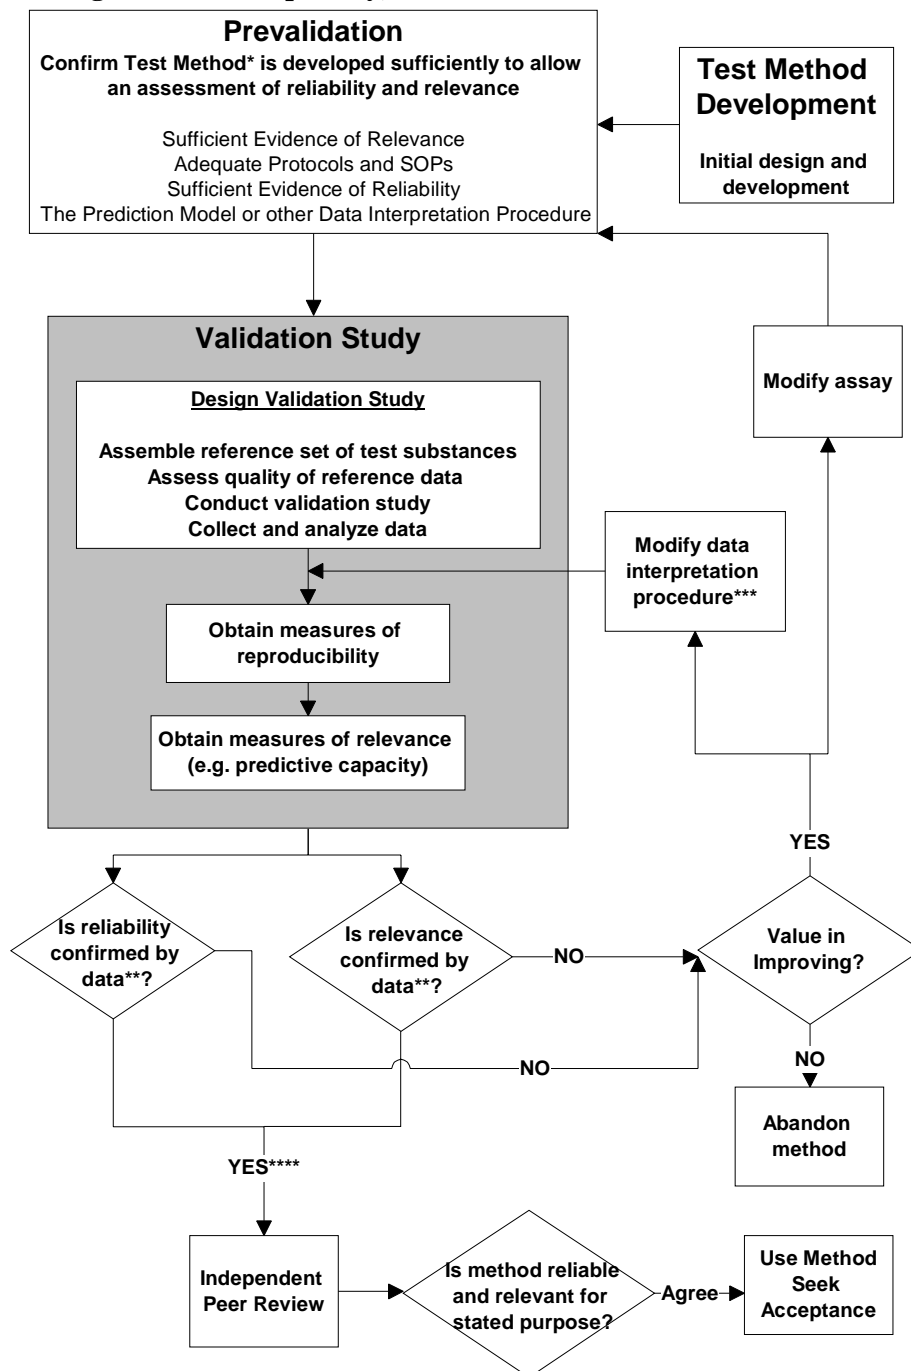 Prevalidation
Confirm Test Method* is developed sufficiently to allow
an assessment of reliability and relevance
Sufficient Evidence of Relevance
Adequate Protocols and SOPs
Sufficient Evidence of Reliability
The Prediction Model or other Data Interpretation Procedure
Test Method
Development
Initial design and
development
Validation Study
Design Validation Study
Assemble reference set of test substances
Assess quality of reference data
Conduct validation study
Collect and analyze data
Modify assay
Modify data
interpretation
procedure***
Obtain measures of
reproducibility
Obtain measures of relevance
(e.g. predictive capacity)
YES
Is reliability
confirmed by
data**?
Is relevance
confirmed by
data**?
NO
Value in
Improving?
NO
NO
Abandon
method
YES****
Independent
Peer Review
Is method reliable
and relevant for
stated purpose?
Agree
Use Method
Seek
Acceptance